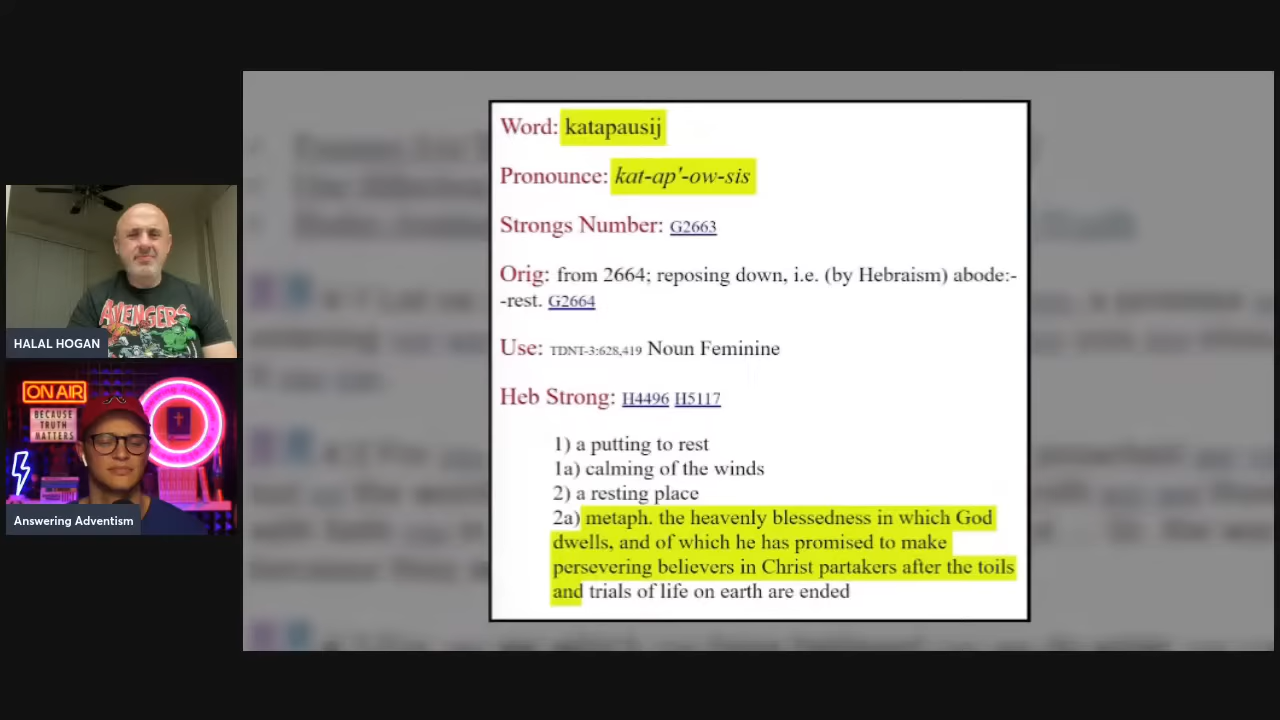 Word: katapausij
Pronounce: kat-ap'-ow-sis
Strongs Number: G2663
Orig: from 2664; reposing down, i.e. (by Hebraism) abode:-
-rest. G2664
Use: TDNT-3:628,419 Noun Feminine
Heb Strong: H4496 H5117
1) a putting to rest
1a) calming of the winds
2) a resting place
2a) metaph. the heavenly blessedness in which God
dwells, and of which he has promised to make
persevering believers in Christ partakers after the toils
and trials of life on earth are ended
AVENGERS
HALAL HOGAN
ON AIR
BECAUSE
TRUTH
MATTERS
Answering Adventism